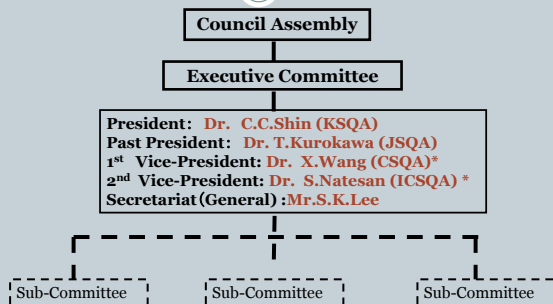 Council Assembly
Executive Committee
President: Dr. C.C.Shin (KSQA)
Past President: Dr. T.Kurokawa (JSQA)
1st Vice-President: Dr. X.Wang (CSQA)*
2nd Vice-President: Dr. S.Natesan (ICSQA) *
Secretariat(General) :Mr.S.K.Lee
Sub-Committee Sub-Committee Sub-Committee